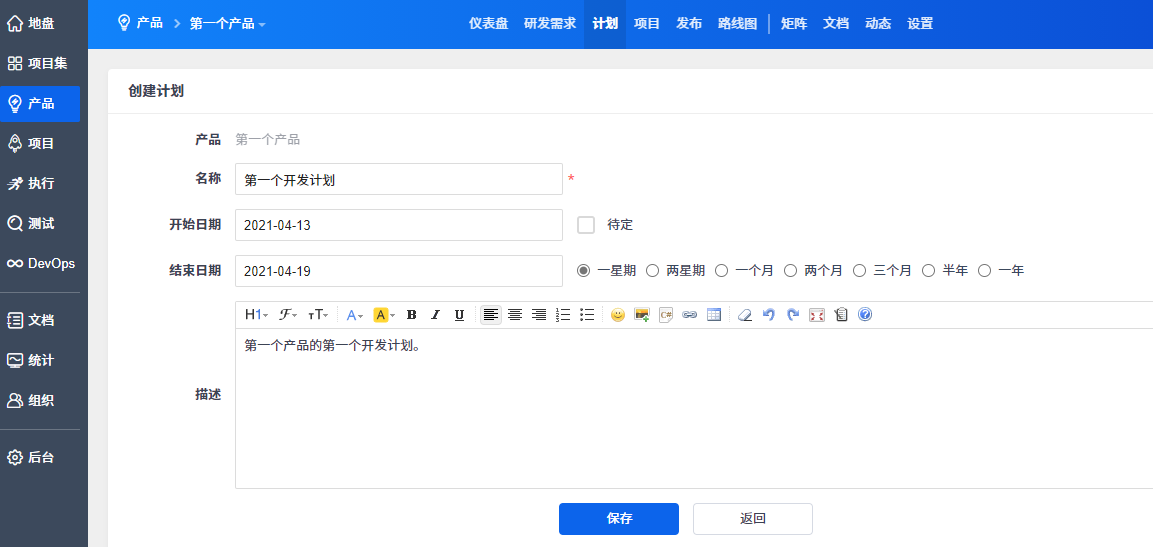 地盘
项目集
产品
项目
执行
测试
DevOps
文档
统计
组织
后台
产品 第一个产品
仪表盘 研发需求 计划 项目 发布 路线图 矩阵 文档 动态 设置
创建计划
产品 第一个产品
名称 第一个开发计划 *
开始日期 2021-04-13 待定
结束日期 2021-04-19 一星期 两星期 一个月 两个月 三个月 半年 一年
H1 F TT A A B I U C#
描述 第一个产品的第一个开发计划。
保存 返回